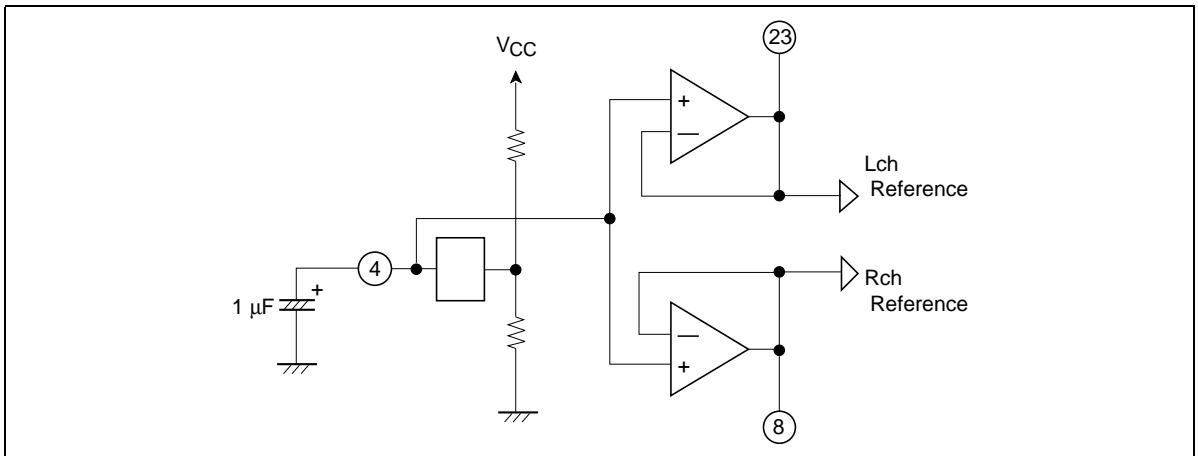 VCC
23
+
—
Lch
Reference
4
+
1 μF
Rch
Reference
—
+
8